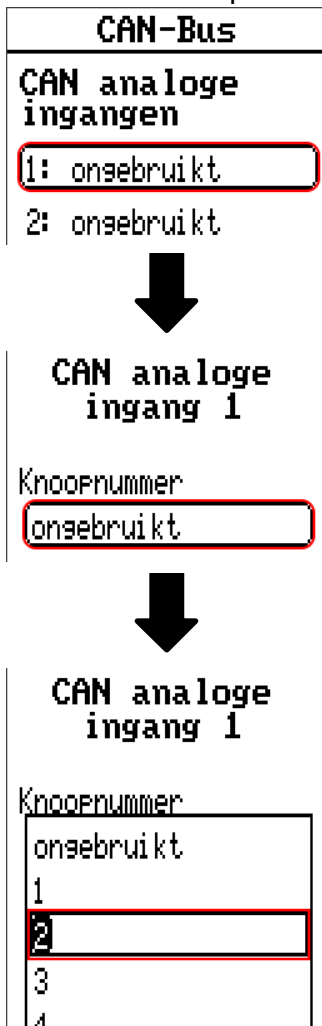 CAN-Bus
CAN analoge
ingangen
1: ongebruikt
2: ongebruikt
CAN analoge
ingang 1
Knoopnummer
ongebruikt
CAN analoge
ingang 1
Knoopnummer
ongebruikt
1
2
3
4